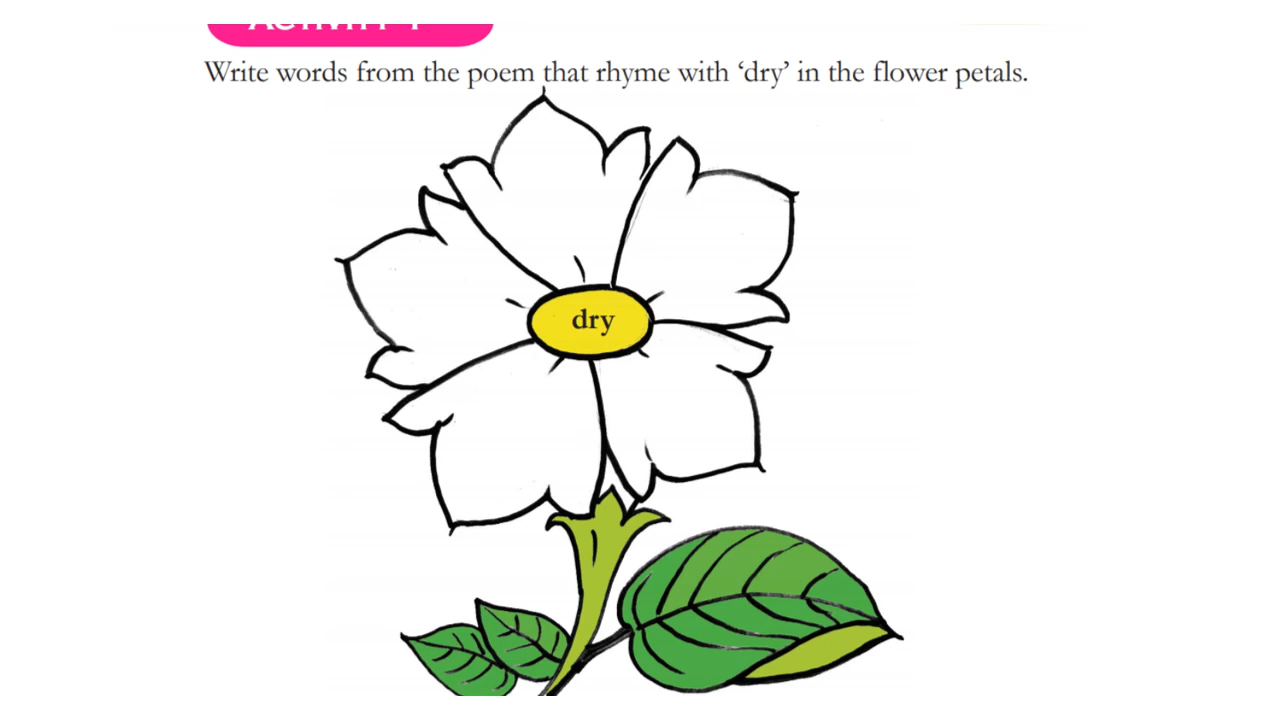 Write words from the poem that rhyme with ‘dry’ in the flower petals.
dry